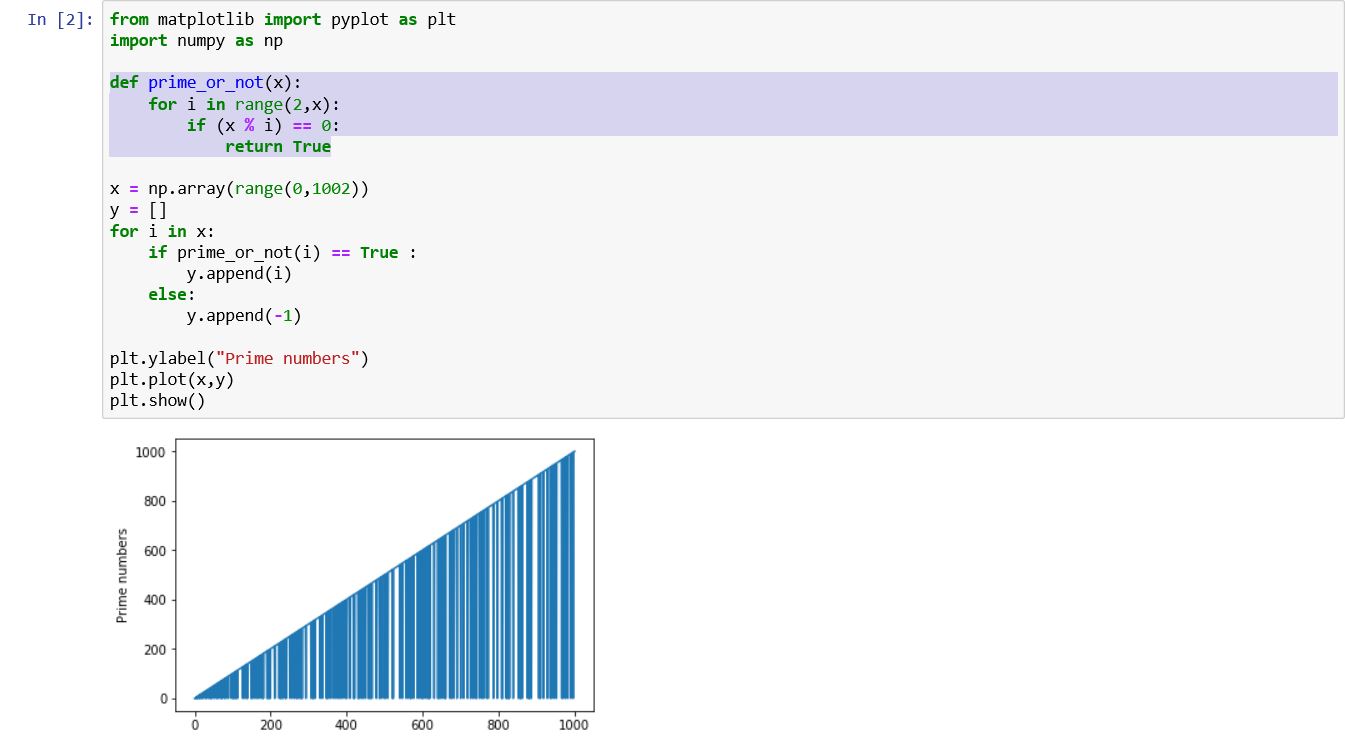 In [2]:
from matplotlib import pyplot as plt
import numpy as np
def prime_or_not(x):
    for i in range(2,x):
        if (x % i) == 0:
            return True
x = np.array(range(0,1002))
y = []
for i in x:
    if prime_or_not(i) == True :
        y.append(i)
    else:
        y.append(-1)
plt.ylabel("Prime numbers")
plt.plot(x,y)
plt.show()
Prime numbers
1000
800
600
400
200
0
0 200 400 600 800 1000